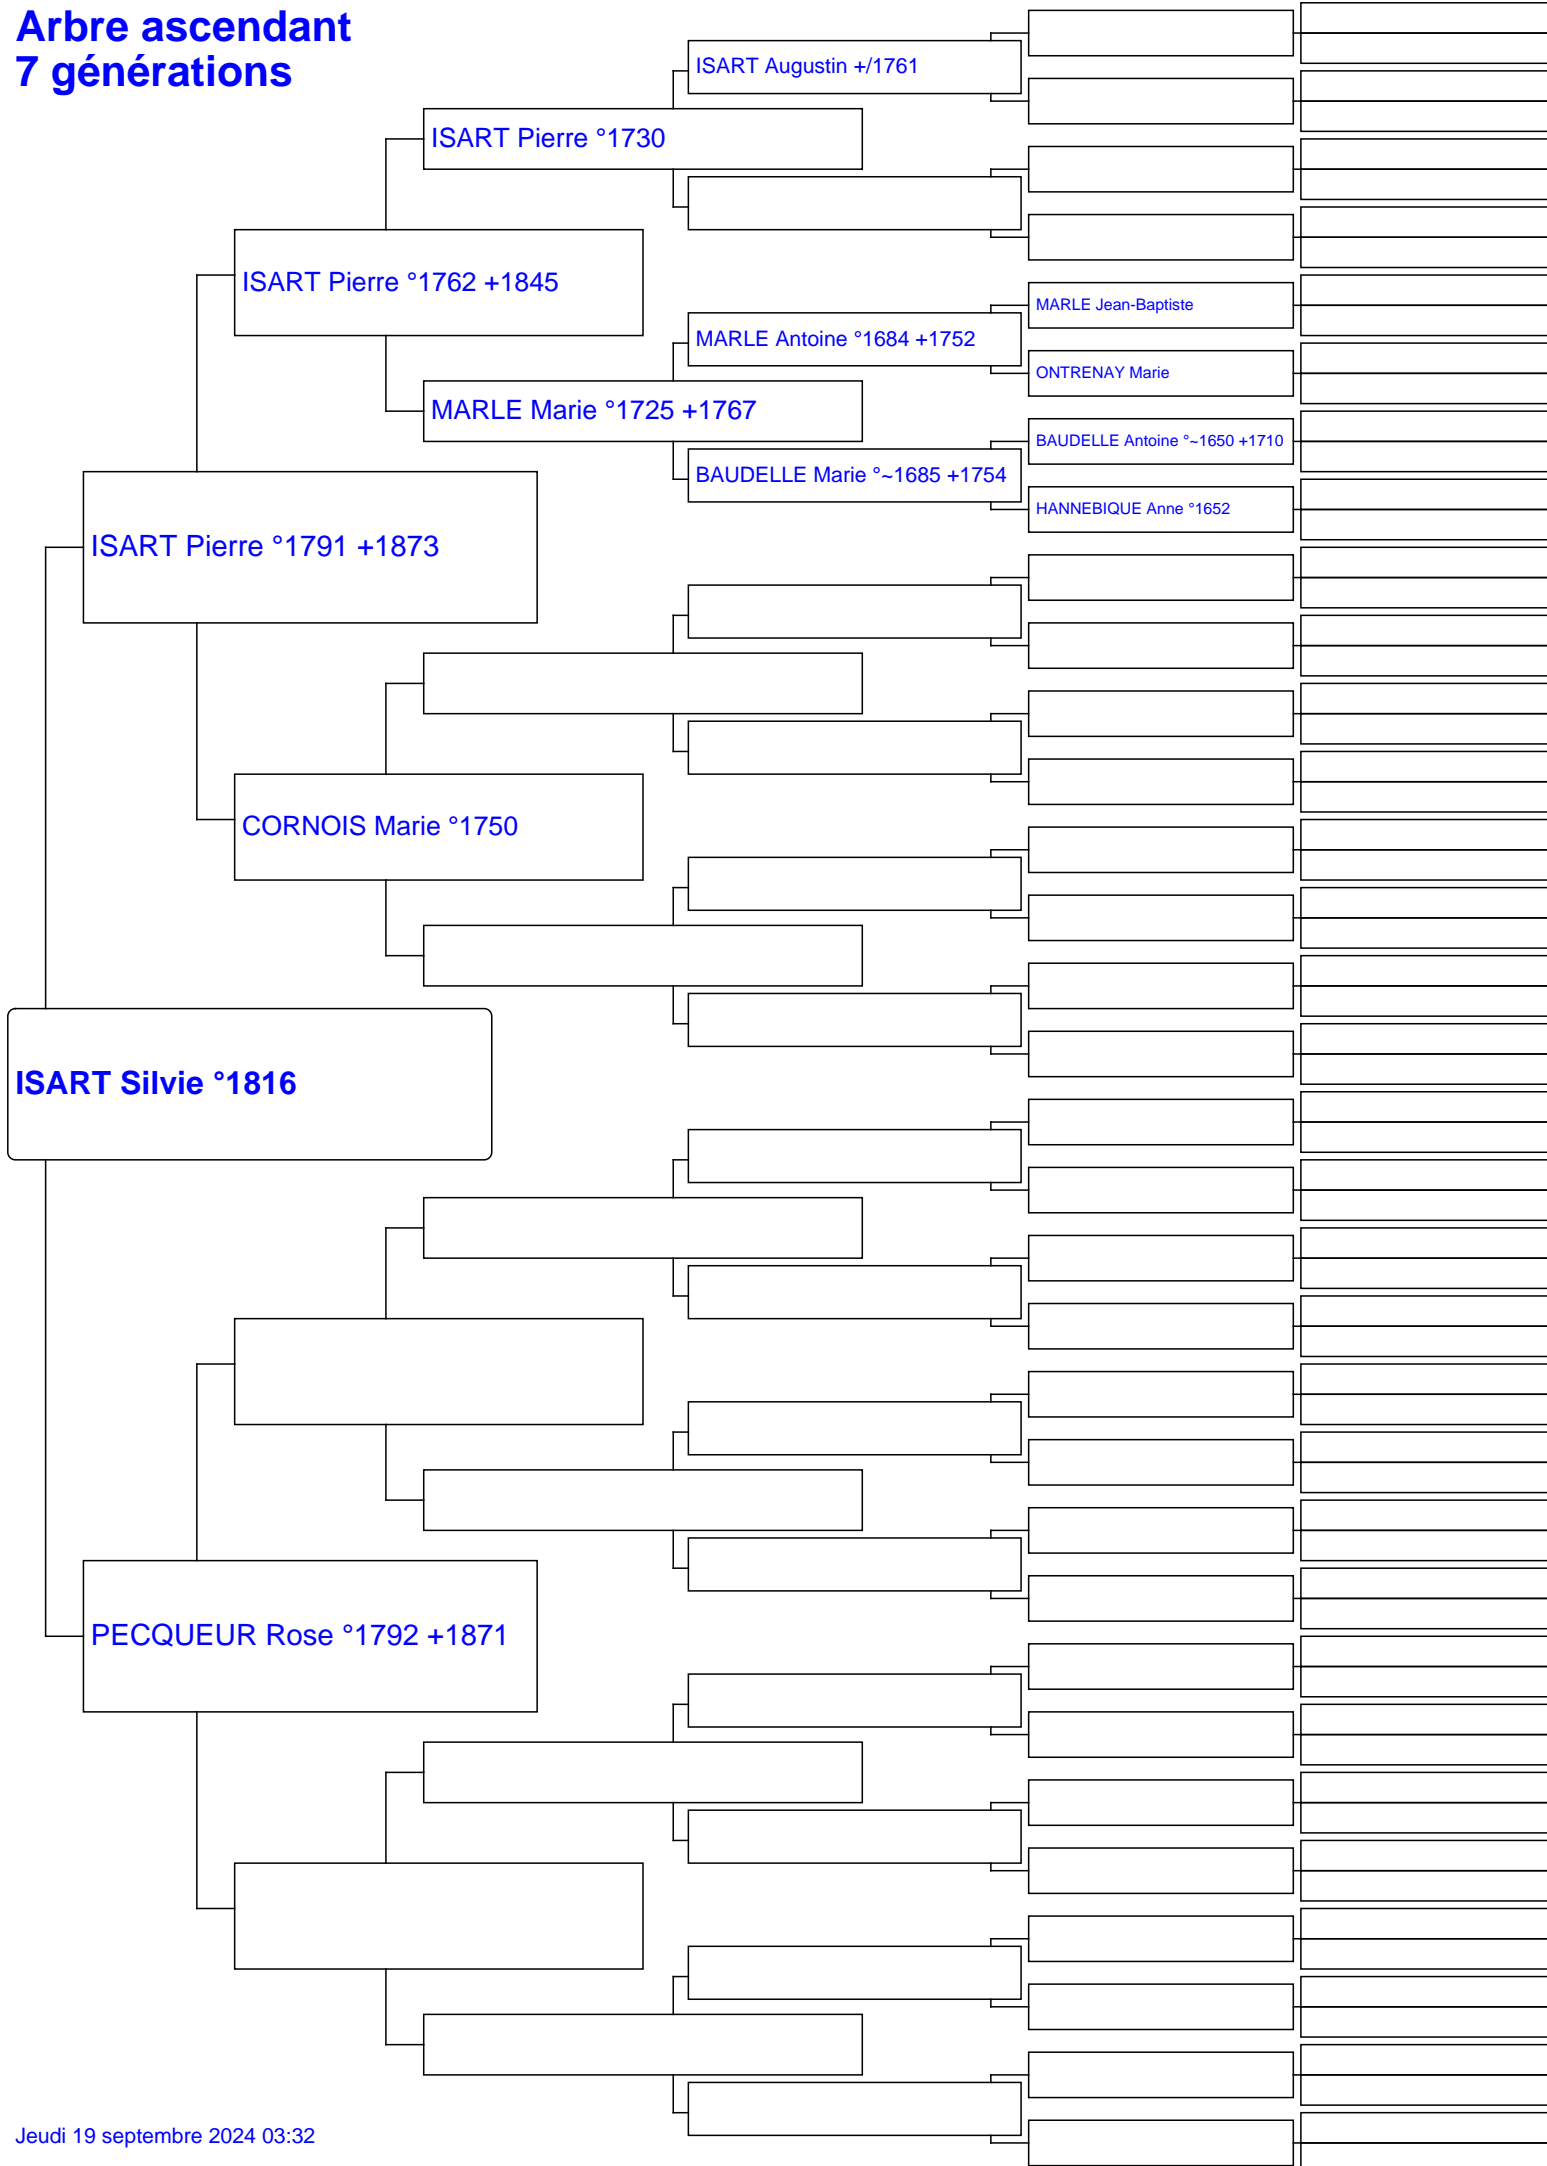 Arbre ascendant
7 générations
ISART Augustin +/1761
ISART Pierre °1730
ISART Pierre °1762 +1845
MARLE Jean-Baptiste
MARLE Antoine °1684 +1752
ONTRENAY Marie
MARLE Marie °1725 +1767
BAUDELLE Antoine °~1650 +1710
BAUDELLE Marie °~1685 +1754
HANNEBIQUE Anne °1652
ISART Pierre °1791 +1873
CORNOIS Marie °1750
ISART Silvie °1816
PECQUEUR Rose °1792 +1871
Jeudi 19 septembre 2024 03:32